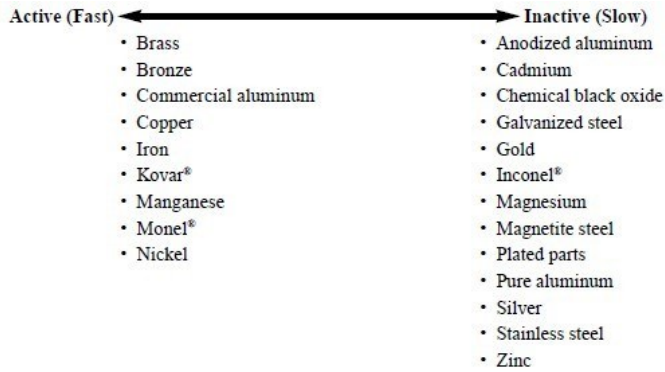 Active (Fast) Inactive (Slow)
• Brass
• Bronze
• Commercial aluminum
• Copper
• Iron
• Kovar®
• Manganese
• Monel®
• Nickel
• Anodized aluminum
• Cadmium
• Chemical black oxide
• Galvanized steel
• Gold
• Inconel®
• Magnesium
• Magnetite steel
• Plated parts
• Pure aluminum
• Silver
• Stainless steel
• Zinc